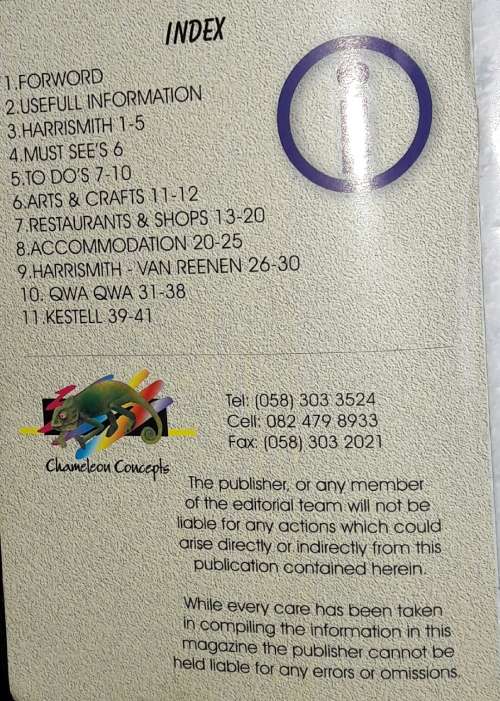 INDEX
1.FORWORD
2.USEFULL INFORMATION
3.HARRISMITH 1-5
4.MUST SEE'S 6
5.TO DO'S 7-10
6.ARTS & CRAFTS 11-12
7.RESTAURANTS & SHOPS 13-20
8.ACCOMMODATION 20-25
9.HARRISMITH - VAN REENEN 26-30
10. QWA QWA 31-38
11.KESTELL 39-41
i
Chameleon Concepts
Tel: (058) 303 3524
Cell: 082 479 8933
Fax: (058) 303 2021
The publisher, or any member
of the editorial team will not be
liable for any actions which could
arise directly or indirectly from this
publication contained herein.
While every care has been taken
in compiling the information in this
magazine the publisher cannot be
held liable for any errors or omissions.